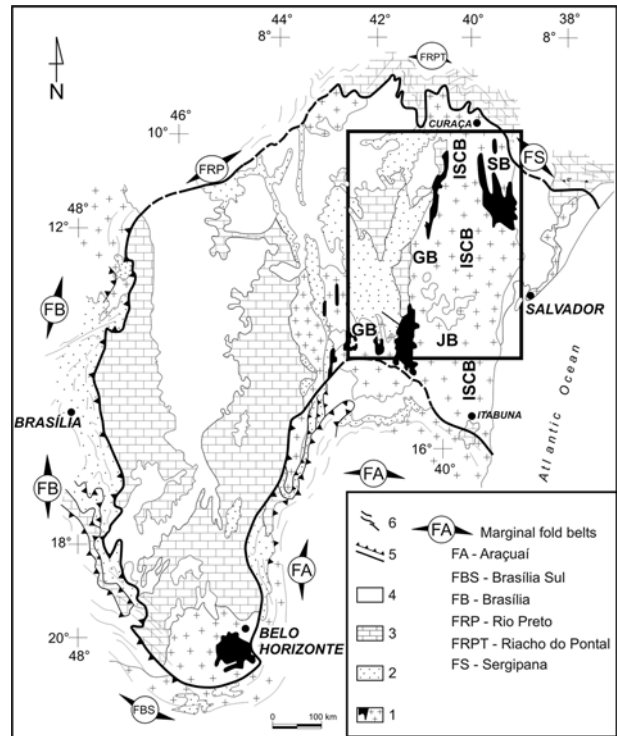 44°
42°
40°
38°
8°
8°
N
FRPT
CURAÇA
46°
10°
FRP
ISCB
SB
FS
48°
12°
GB
ISCB
FB
SALVADOR
GB
JB
ISCB
BRASÍLIA
ITABUNA
Atlantic Ocean
16°
40°
FA
FB
FA
18°
20°
48°
BELO
HORIZONTE
FBS
0 100 km
6
5
4
3
2
1
FA Marginal fold belts
FA - Araçuaí
FBS - Brasília Sul
FB - Brasília
FRP - Rio Preto
FRPT - Riacho do Pontal
FS - Sergipana